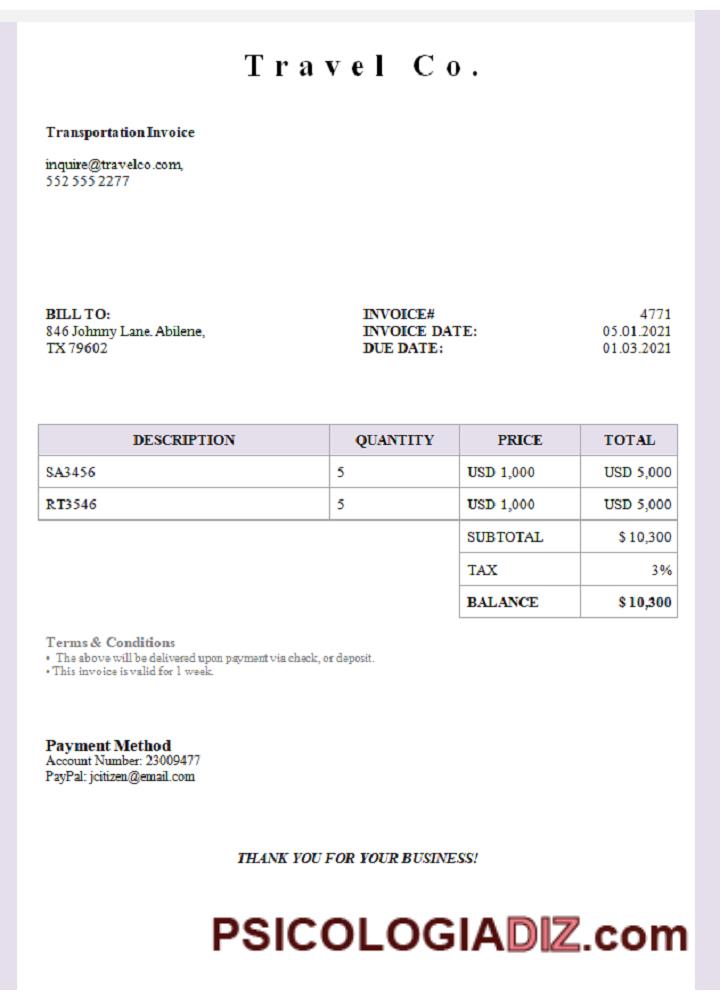 Travel Co.
Transportation Invoice
inquire@travelco.com,
552 555 2277
BILL TO:
846 Johnny Lane. Abilene,
TX 79602
INVOICE# 4771
INVOICE DATE: 05.01.2021
DUE DATE: 01.03.2021
DESCRIPTION QUANTITY PRICE TOTAL
SA3456 5 USD 1,000 USD 5,000
RT3546 5 USD 1,000 USD 5,000
SUBTOTAL $ 10,300
TAX 3%
BALANCE $ 10,300
Terms & Conditions
• The above will be delivered upon payment via check, or deposit.
• This invoice is valid for 1 week.
Payment Method
Account Number: 23009477
PayPal: jcitizen@email.com
THANK YOU FOR YOUR BUSINESS!
PSICOLOGIADIZ.com